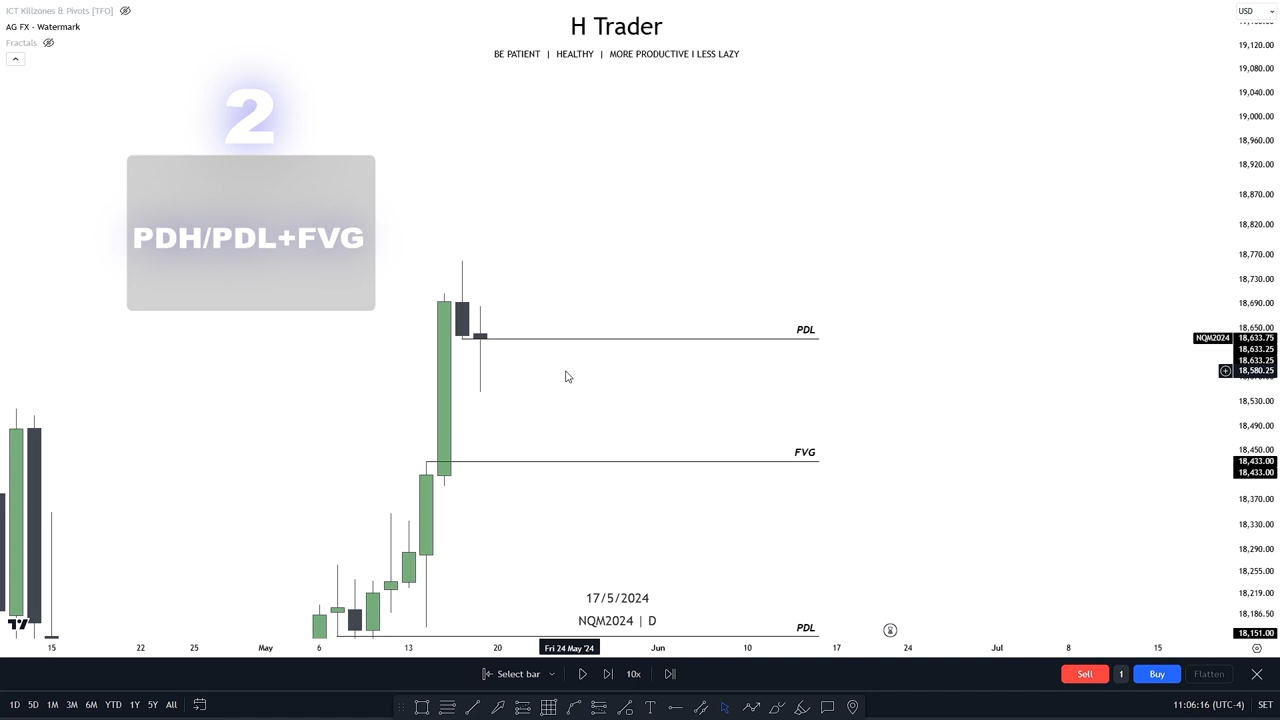 ICT Killzones & Pivots [TFO]
AG FX - Watermark
Fractals
H Trader
BE PATIENT | HEALTHY | MORE PRODUCTIVE I LESS LAZY
USD
2
PDH/PDL+FVG
19,120.00
19,080.00
19,040.00
19,000.00
18,960.00
18,920.00
18,870.00
18,820.00
18,770.00
18,730.00
18,690.00
18,650.00
PDL
NQM2024 18,633.75
18,633.25
18,633.25
18,580.25
18,530.00
18,490.00
18,450.00
FVG
18,433.00
18,433.00
18,370.00
18,330.00
18,290.00
18,255.00
18,219.00
18,186.50
17/5/2024
NQM2024 | D
PDL
18,151.00
15 22 25 May 6 13 20 Fri 24 May '24 Jun 10 17 24 Jul 8 15
Select bar 10x Sell 1 Buy Flatten
1D 5D 1M 3M 6M YTD 1Y 5Y All 11:06:16 (UTC-4) SET